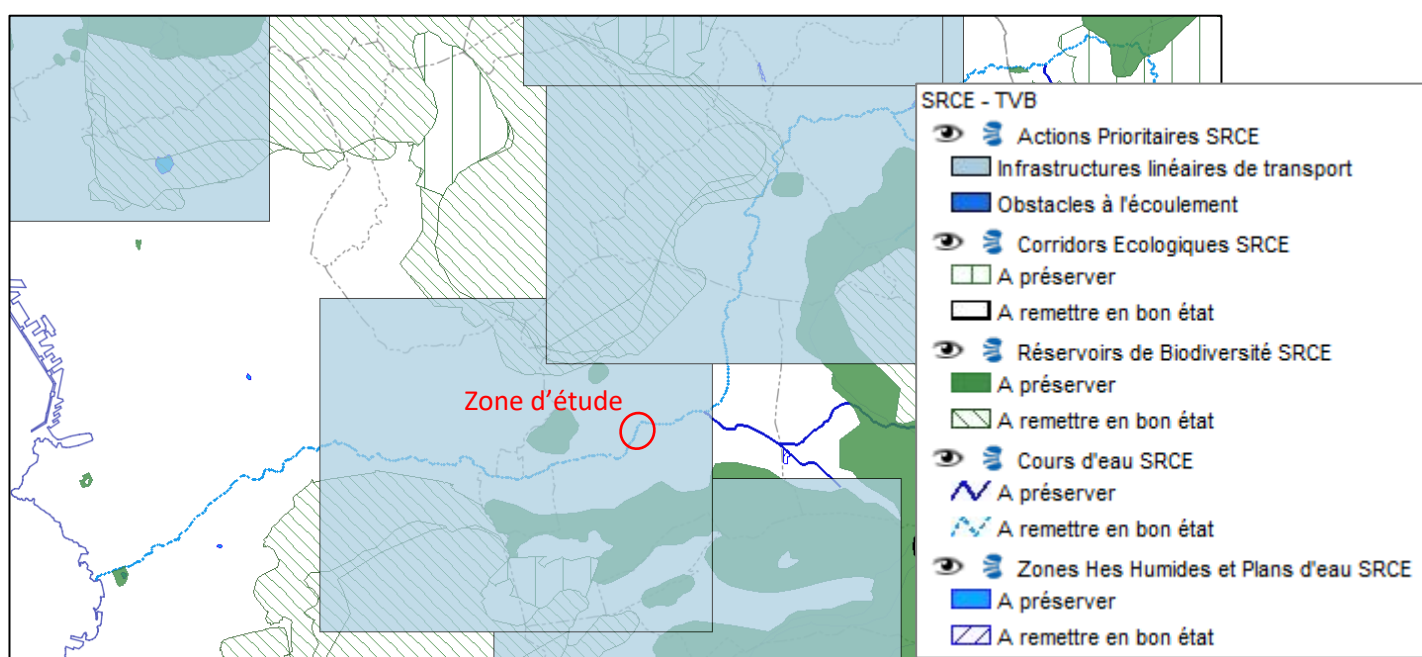 SRCE - TVB
Actions Prioritaires SRCE
Infrastructures linéaires de transport
Obstacles à l'écoulement
Corridors Ecologiques SRCE
A préserver
A remettre en bon état
Réservoirs de Biodiversité SRCE
A préserver
A remettre en bon état
Cours d'eau SRCE
A préserver
A remettre en bon état
Zones Hes Humides et Plans d'eau SRCE
A préserver
A remettre en bon état
Zone d'étude